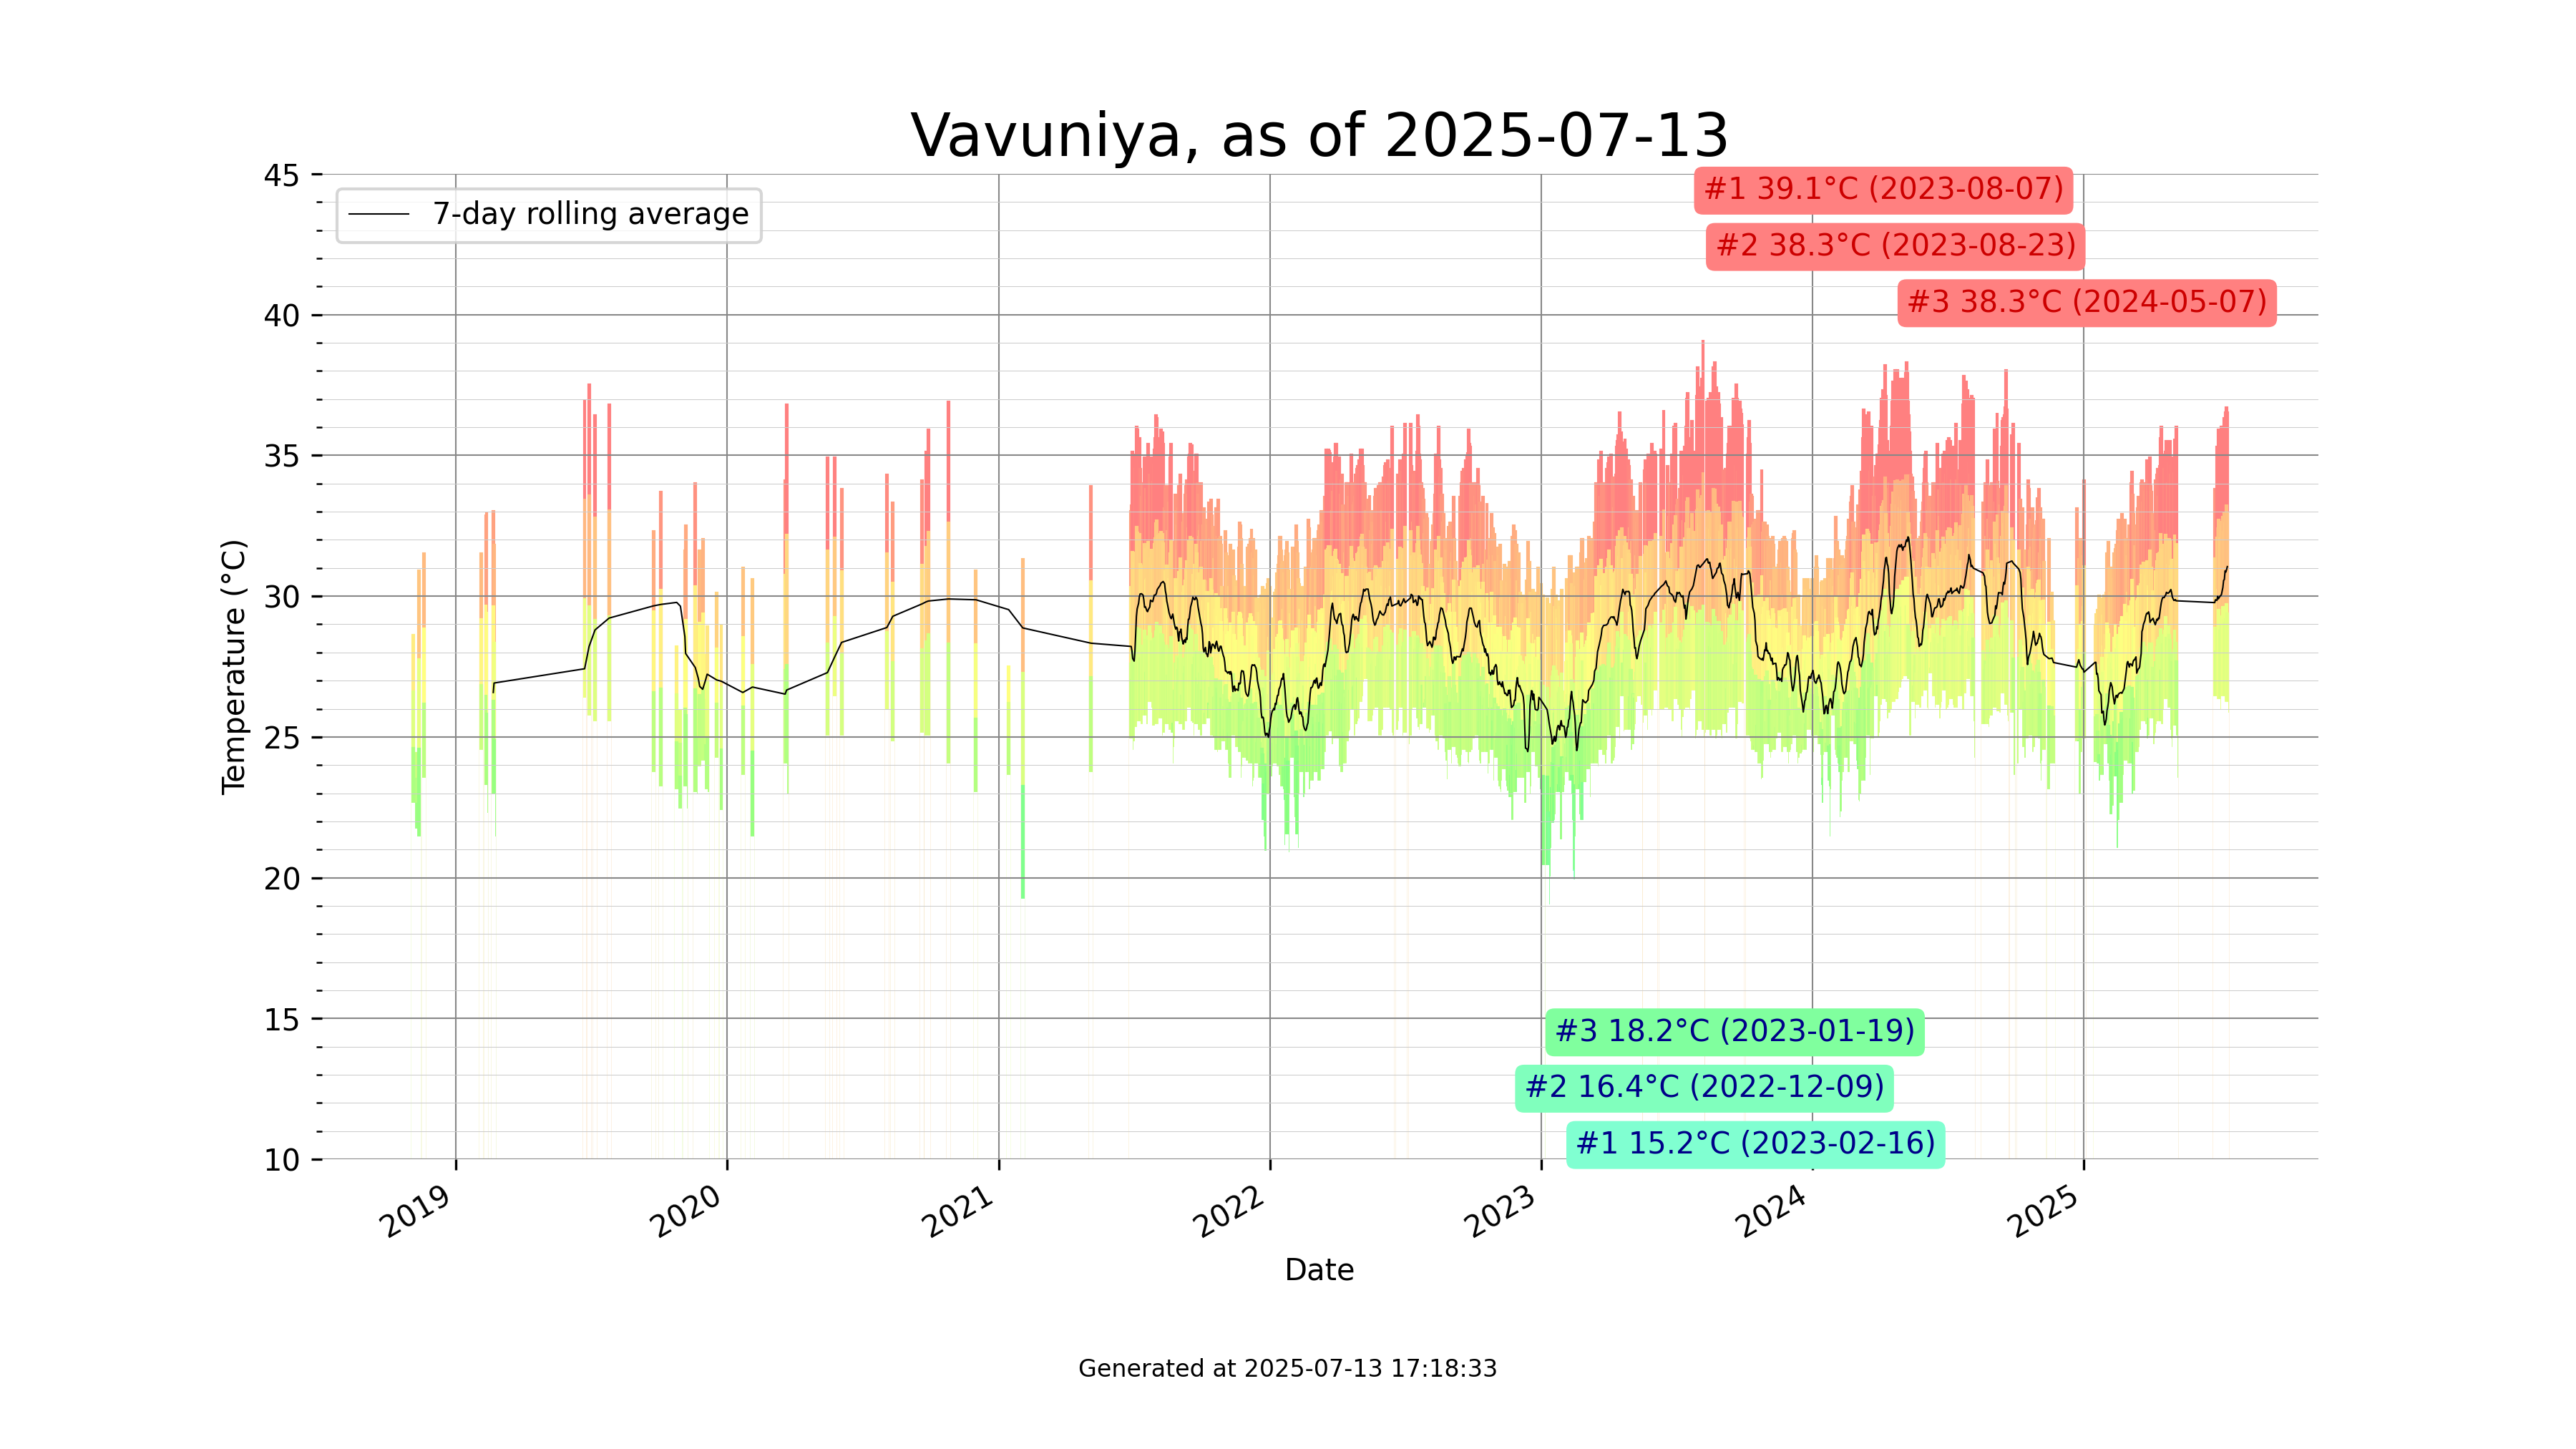 Vavuniya, as of 2025-07-13
7-day rolling average
#1 39.1°C (2023-08-07)
#2 38.3°C (2023-08-23)
#3 38.3°C (2024-05-07)
45
40
35
30
25
20
15
10
Temperature (°C)
#3 18.2°C (2023-01-19)
#2 16.4°C (2022-12-09)
#1 15.2°C (2023-02-16)
2019
2020
2021
2022
2023
2024
2025
Date
Generated at 2025-07-13 17:18:33